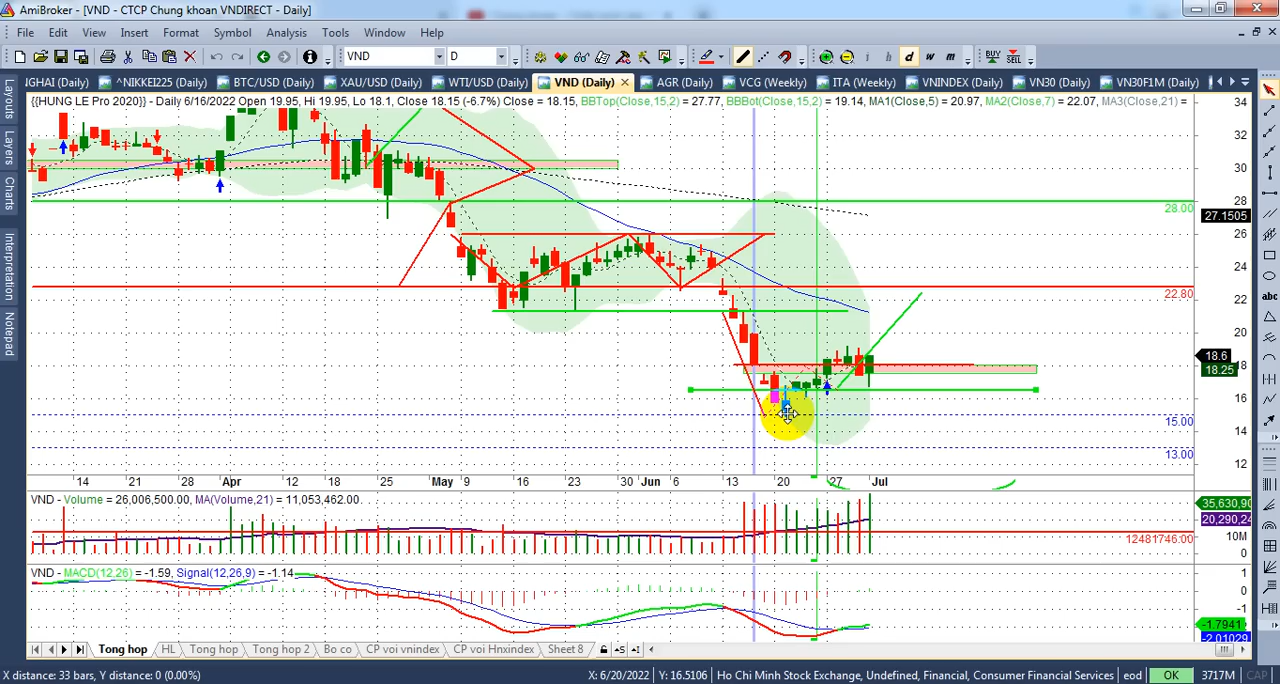 AmiBroker - [VND - CTCP Chung khoan VNDIRECT - Daily]
File Edit View Insert Format Symbol Analysis Tools Window Help
VND D h d w m BUY SELL
IGHAI (Daily) ^NIKKEI225 (Daily) BTC/USD (Daily) XAU/USD (Daily) WTI/USD (Daily) VND (Daily) AGR (Daily) VCG (Weekly) ITA (Weekly) VNINDEX (Daily) VN30 (Daily) VN30F1M (Daily)
Layouts
Layers
Charts
Interpretation
Notepad
{{HUNG LE Pro 2020}} - Daily 6/16/2022 Open 19.95, Hi 19.95, Lo 18.1, Close 18.15 (-6.7%) Close = 18.15, BBTop(Close,15,2) = 27.77, BBBot(Close,15,2) = 19.14, MA1(Close,5) = 20.97, MA2(Close,7) = 22.07, MA3(Close,21) =
34
32
30
28
28.00
27.1505
26
24
22.80
22
20
18.6
18
18.25
16
15.00
14
13.00
12
abc
14 21 28 Apr 12 18 25 May 9 16 23 30 Jun 6 13 20 27 Jul
VND - Volume = 26,006,500.00, MA(Volume,21) = 11,053,462.00
35,630,90
20,290,24
12481746.00
10M
0
VND - MACD(12,26) = -1.59, Signal(12,26,9) = -1.14
1
0
-1
-1.7941
-2.01029
Tong hop HL Tong hop Tong hop 2 Bo co CP voi vnindex CP voi Hnxindex Sheet 8
X distance: 33 bars, Y distance: 0 (0.00%) X: 6/20/2022 Y: 16.5106 Ho Chi Minh Stock Exchange, Undefined, Financial, Consumer Financial Services eod OK 3717M CAP